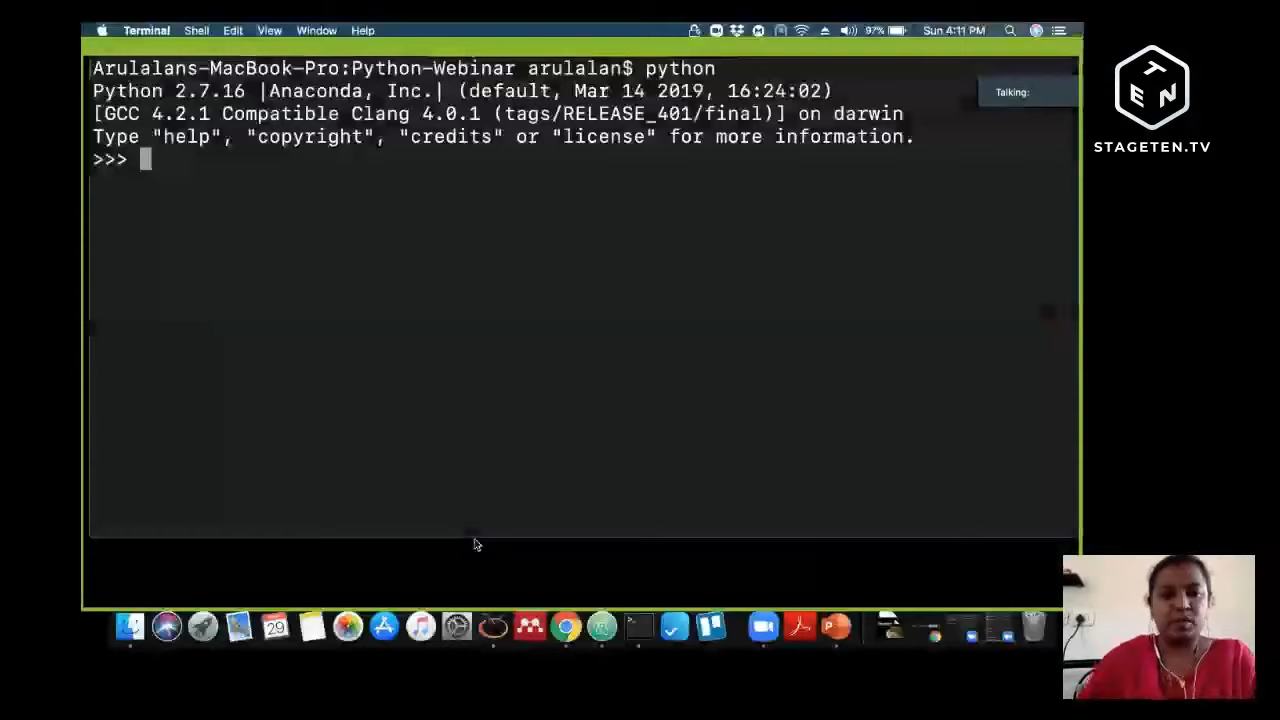 Terminal Shell Edit View Window Help 97% Sun 4:11 PM
Arulalans-MacBook-Pro:Python-Webinar arulalan$ python
Python 2.7.16 |Anaconda, Inc.| (default, Mar 14 2019, 16:24:02)
[GCC 4.2.1 Compatible Clang 4.0.1 (tags/RELEASE_401/final)] on darwin
Type "help", "copyright", "credits" or "license" for more information.
>>>
Talking:
T
EN
STAGETEN.TV
29